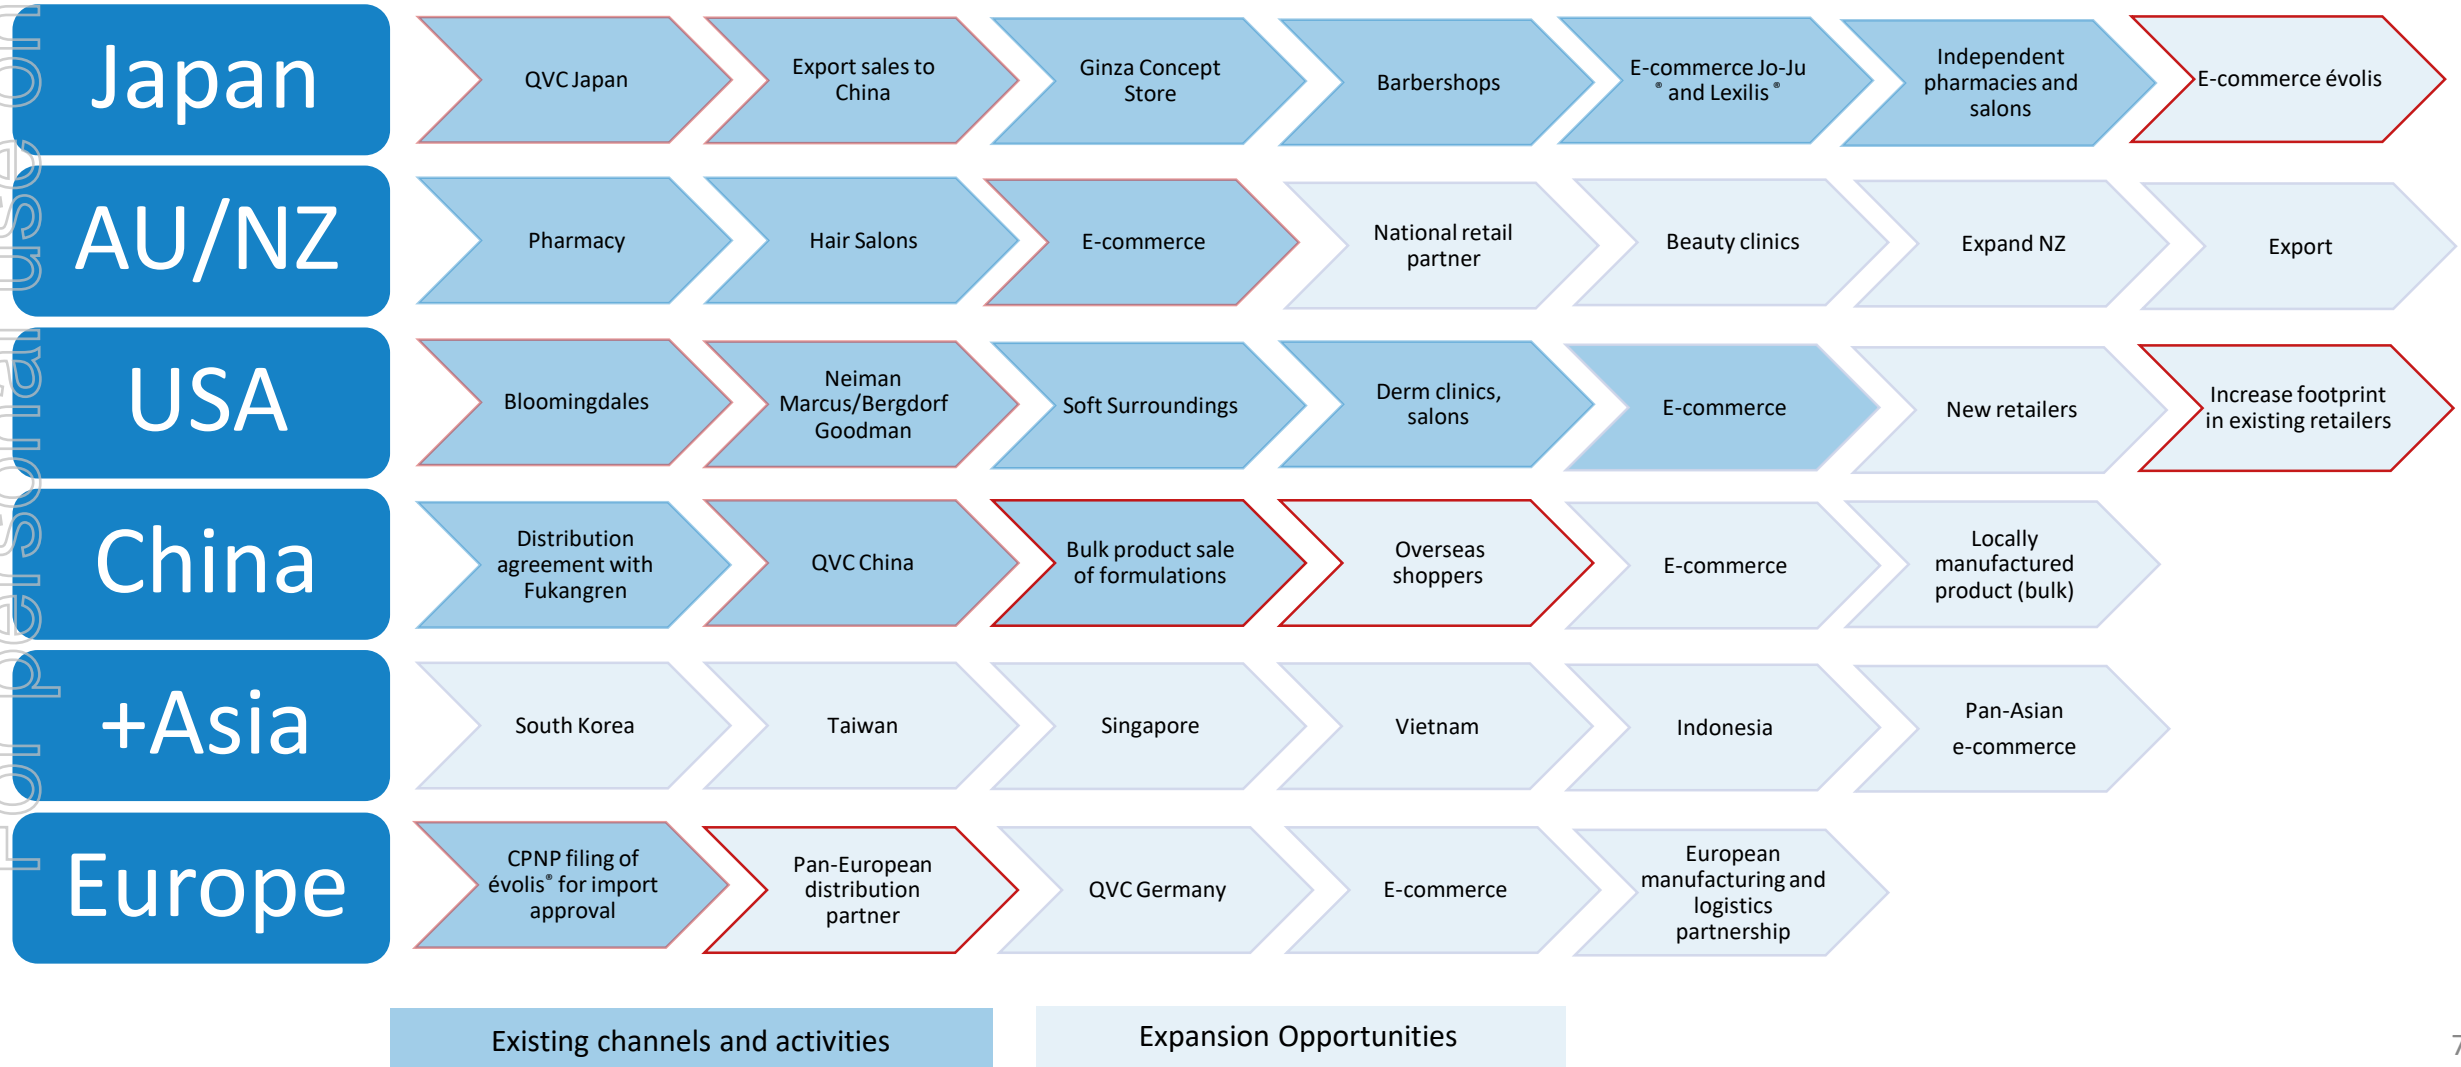 For personal use on
Japan
QVC Japan
Export sales to
China
Ginza Concept
Store
Barbershops
E-commerce Jo-Ju
® and Lexilis ®
Independent
pharmacies and
salons
E-commerce évolis
AU/NZ
Pharmacy
Hair Salons
E-commerce
National retail
partner
Beauty clinics
Expand NZ
Export
USA
Bloomingdales
Neiman
Marcus/Bergdorf
Goodman
Soft Surroundings
Derm clinics,
salons
E-commerce
New retailers
Increase footprint
in existing retailers
China
Distribution
agreement with
Fukangren
QVC China
Bulk product sale
of formulations
Overseas
shoppers
E-commerce
Locally
manufactured
product (bulk)
+Asia
South Korea
Taiwan
Singapore
Vietnam
Indonesia
Pan-Asian
e-commerce
Europe
CPNP filing of
évolis® for import
approval
Pan-European
distribution
partner
QVC Germany
E-commerce
European
manufacturing and
logistics
partnership
Existing channels and activities
Expansion Opportunities
7